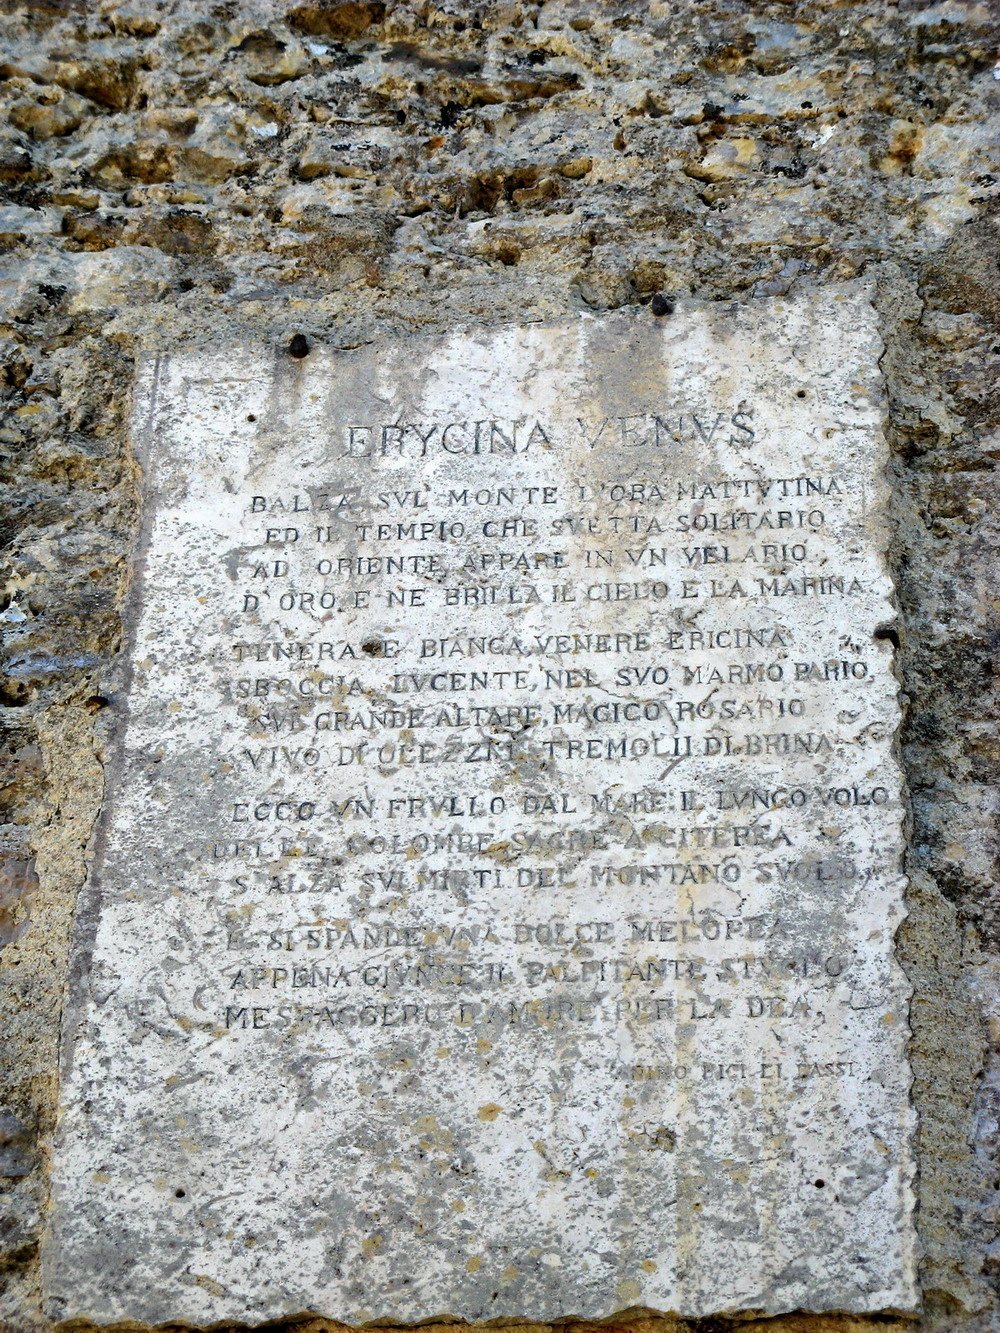 ERYCINA VENVS
BALZA SVL MONTE L'ORA MATTVTINA
ED IL TEMPIO, CHE SVETTA SOLITARIO
AD ORIENTE, APPARE IN VN VELARIO
D'ORO, E NE BRILLA IL CIELO E LA MARINA.
TENERA E BIANCA, VENERE ERICINA
SBOCCIA, LVCENTE, NEL SVO MARMO PARIO,
SVL GRANDE ALTARE, MAGICO ROSARIO
VIVO DI OLEZZI E TREMOLII DI BRINA.
ECCO VN FRVLLO DAL MARE: IL LVNGO VOLO
DELLE COLOMBE SACRE A CITEREA
S'ALZA SVI MIRTI DEL MONTANO SVOLO,
E SI SPANDE VNA DOLCE MELOPEA
APPENA GIVNGE IL PALPITANTE STVOLO
MESSAGGERO D'AMORE PER LA DEA.